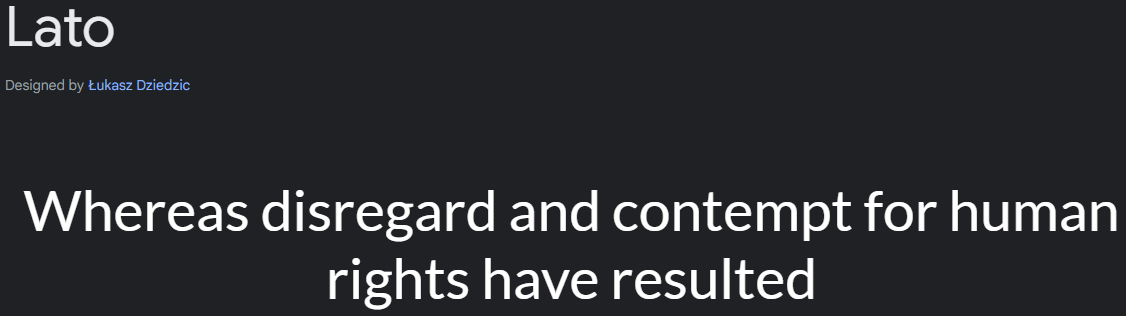 Lato
Designed by Łukasz Dziedzic
Whereas disregard and contempt for human
rights have resulted